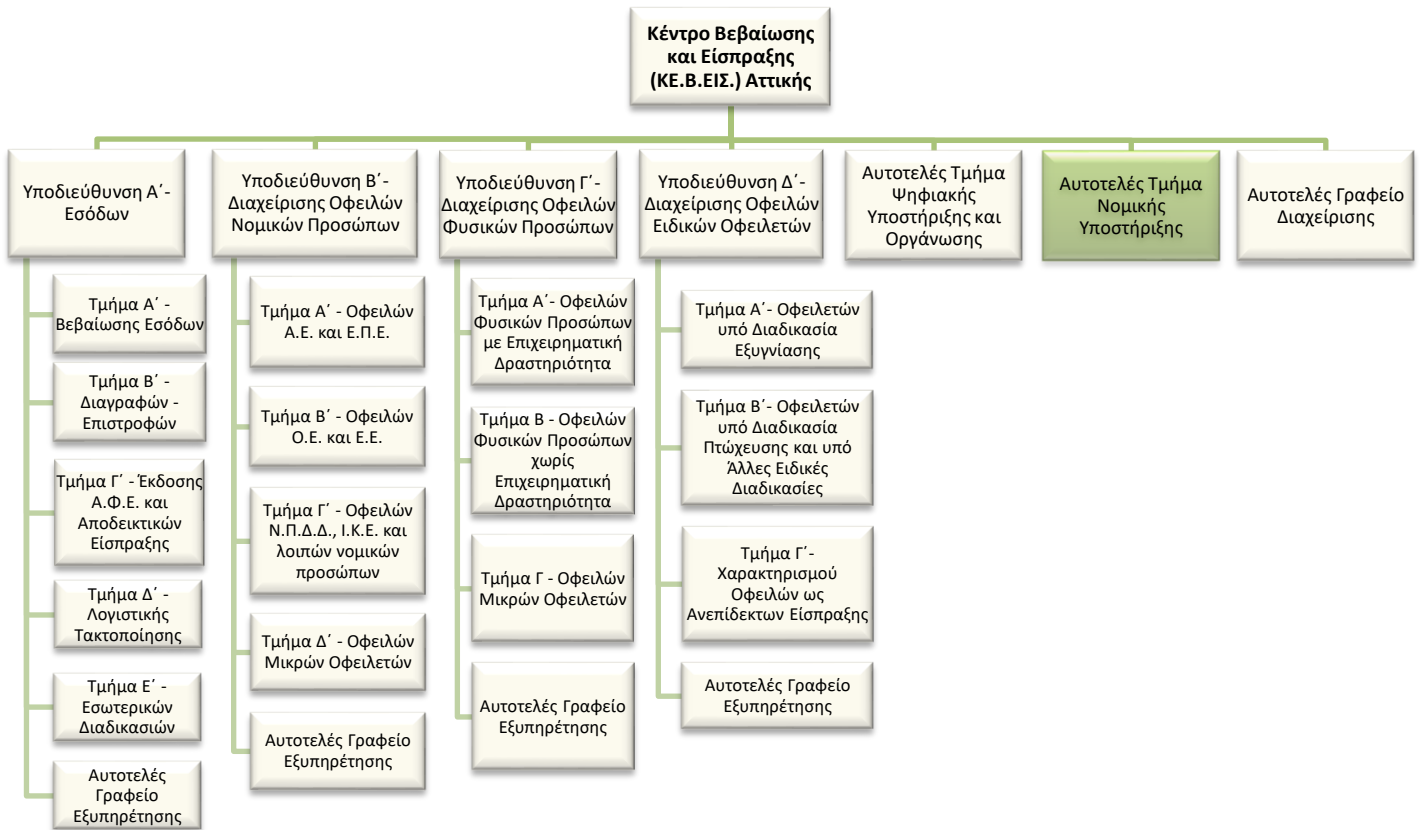 Κέντρο Βεβαίωσης
και Είσπραξης
(ΚΕ.Β.ΕΙΣ.) Αττικής
Υποδιεύθυνση Α΄-
Εσόδων
Τμήμα Α΄ -
Βεβαίωσης Εσόδων
Τμήμα Β΄ -
Διαγραφών -
Επιστροφών
Τμήμα Γ΄ - Έκδοσης
Α.Φ.Ε. και
Αποδεικτικών
Είσπραξης
Τμήμα Δ΄ -
Λογιστικής
Τακτοποίησης
Τμήμα Ε΄ -
Εσωτερικών
Διαδικασιών
Αυτοτελές
Γραφείο
Εξυπηρέτησης
Υποδιεύθυνση Β΄-
Διαχείρισης Οφειλών
Νομικών Προσώπων
Τμήμα Α΄ - Οφειλών
Α.Ε. και Ε.Π.Ε.
Τμήμα Β΄ - Οφειλών
Ο.Ε. και Ε.Ε.
Τμήμα Γ΄ - Οφειλών
Ν.Π.Δ.Δ., Ι.Κ.Ε. και
λοιπών νομικών
προσώπων
Τμήμα Δ΄ - Οφειλών
Μικρών Οφειλετών
Αυτοτελές Γραφείο
Εξυπηρέτησης
Υποδιεύθυνση Γ΄-
Διαχείρισης Οφειλών
Φυσικών Προσώπων
Τμήμα Α΄- Οφειλών
Φυσικών Προσώπων
με Επιχειρηματική
Δραστηριότητα
Τμήμα Β - Οφειλών
Φυσικών Προσώπων
χωρίς
Επιχειρηματική
Δραστηριότητα
Τμήμα Γ - Οφειλών
Μικρών Οφειλετών
Αυτοτελές Γραφείο
Εξυπηρέτησης
Υποδιεύθυνση Δ΄-
Διαχείρισης Οφειλών
Ειδικών Οφειλετών
Τμήμα Α΄- Οφειλετών
υπό Διαδικασία
Εξυγνίασης
Τμήμα Β΄- Οφειλετών
υπό Διαδικασία
Πτώχευσης και υπό
Άλλες Ειδικές
Διαδικασίες
Τμήμα Γ΄-
Χαρακτηρισμού
Οφειλών ως
Ανεπίδεκτων Είσπραξης
Αυτοτελές Γραφείο
Εξυπηρέτησης
Αυτοτελές Τμήμα
Ψηφιακής
Υποστήριξης και
Οργάνωσης
Αυτοτελές Τμήμα
Νομικής
Υποστήριξης
Αυτοτελές Γραφείο
Διαχείρισης